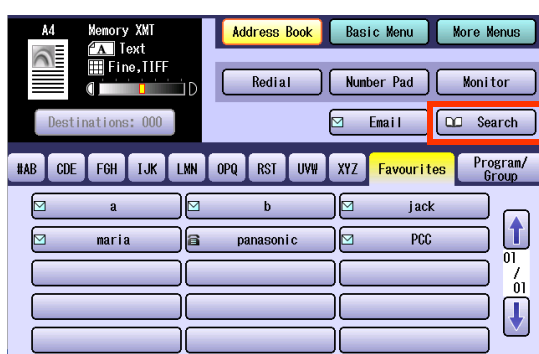 A4 Memory XMT
A Text
Fine,TIFF
D
Destinations: 000
Address Book Basic Menu More Menus
Redial Number Pad Monitor
Email Search
#AB CDE FGH IJK LMN OPQ RST UVW XYZ Favourites Program/
Group
a b jack
maria panasonic PCC
01
/
01